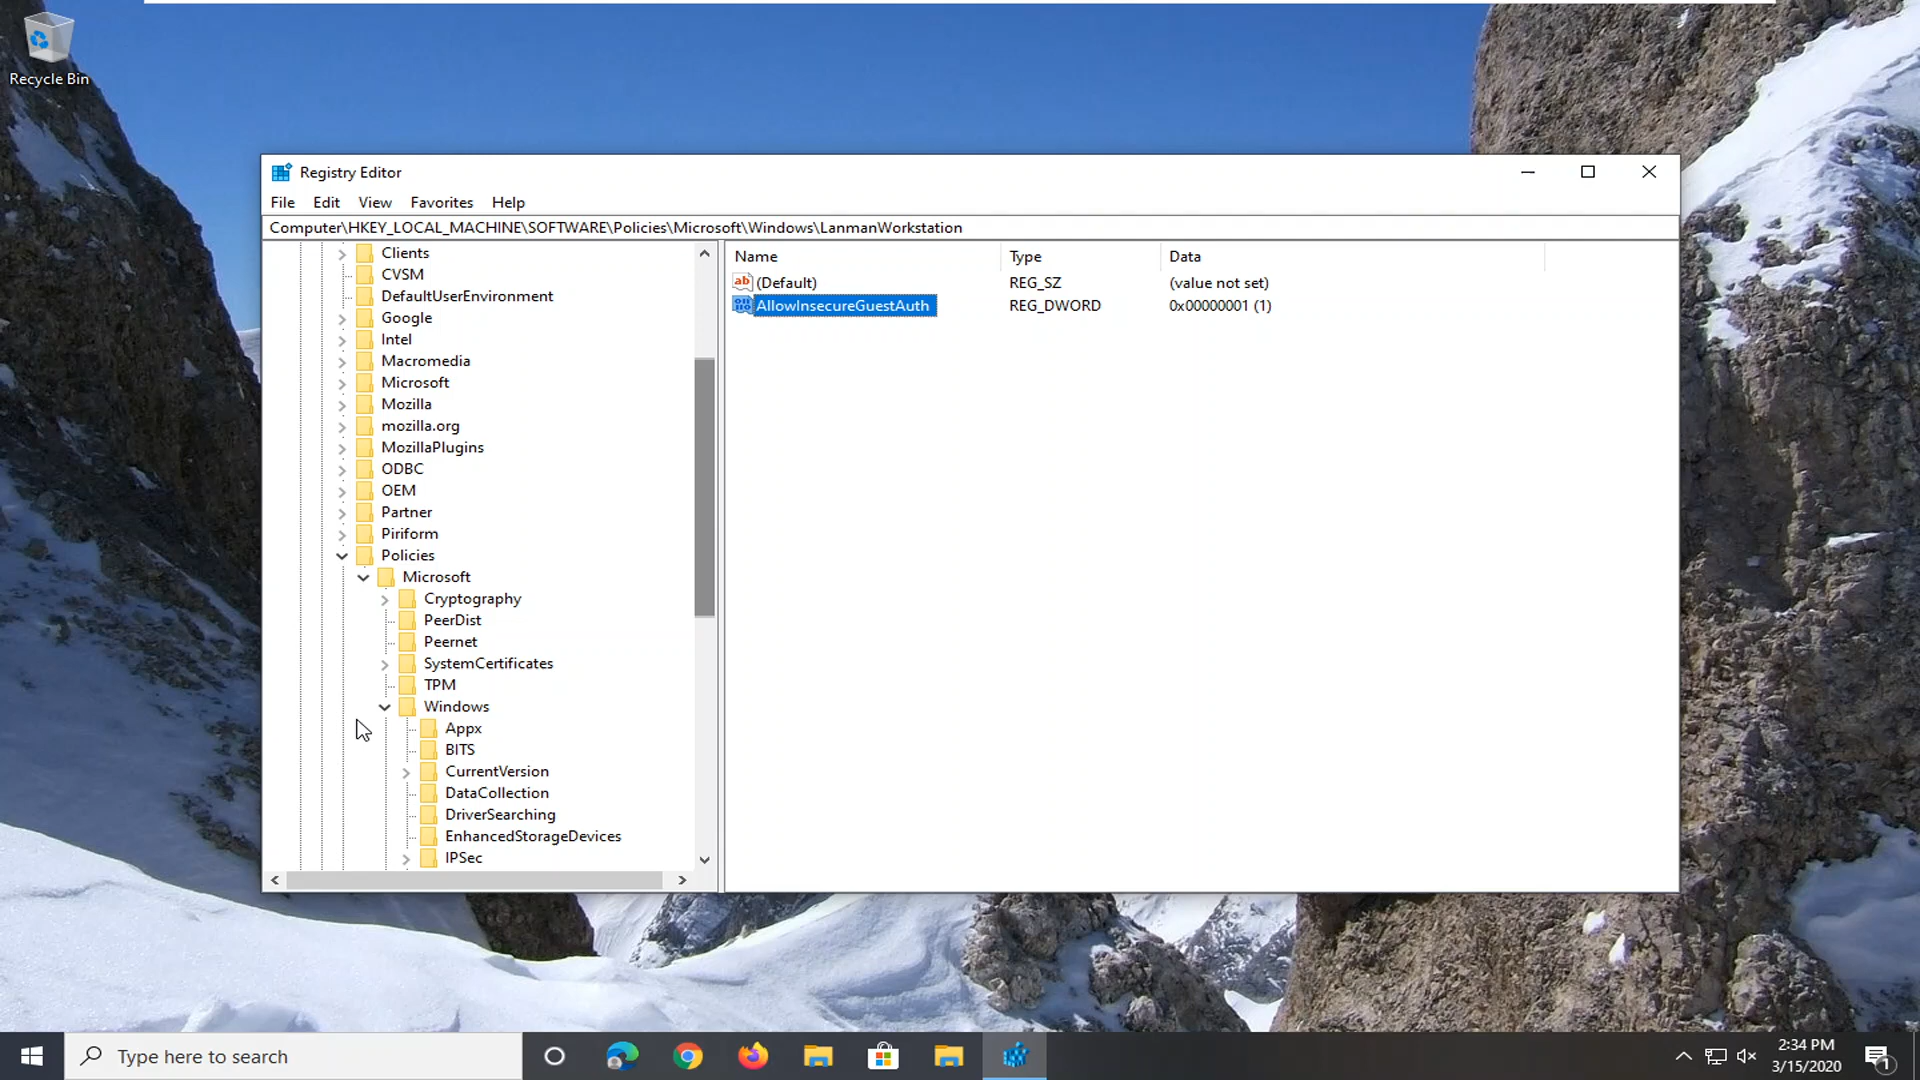 Recycle Bin
Registry Editor
File Edit View Favorites Help
Computer\HKEY_LOCAL_MACHINE\SOFTWARE\Policies\Microsoft\Windows\LanmanWorkstation
Clients
CVSM
DefaultUserEnvironment
Google
Intel
Macromedia
Microsoft
Mozilla
mozilla.org
MozillaPlugins
ODBC
OEM
Partner
Piriform
Policies
Microsoft
Cryptography
PeerDist
Peernet
SystemCertificates
TPM
Windows
Appx
BITS
CurrentVersion
DataCollection
DriverSearching
EnhancedStorageDevices
IPSec
Name Type Data
(Default) REG_SZ (value not set)
AllowInsecureGuestAuth REG_DWORD 0x00000001 (1)
Type here to search
2:34 PM
3/15/2020
1